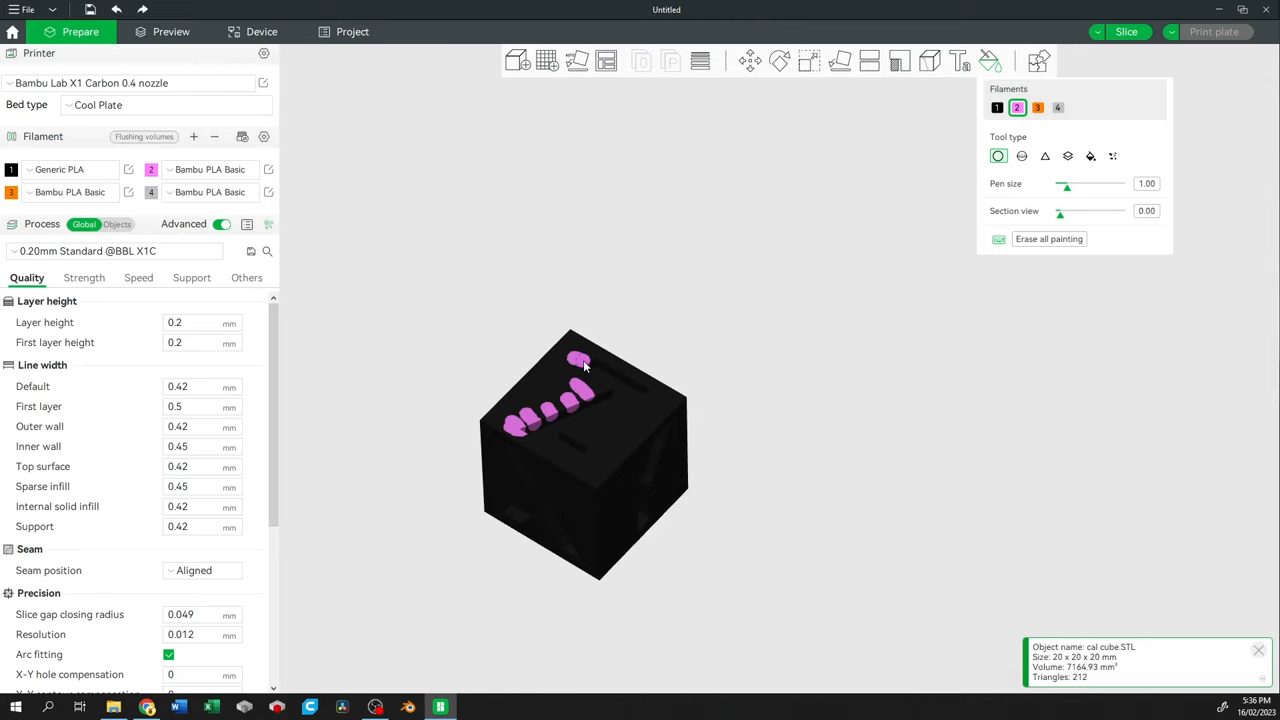 File
Untitled
Prepare Preview Device Project Slice Print plate
Printer
Bambu Lab X1 Carbon 0.4 nozzle
Bed type Cool Plate
Filament Flushing volumes
1 Generic PLA 2 Bambu PLA Basic
3 Bambu PLA Basic 4 Bambu PLA Basic
Process Global Objects Advanced
0.20mm Standard @BBL X1C
Quality Strength Speed Support Others
Layer height
Layer height 0.2 mm
First layer height 0.2 mm
Line width
Default 0.42 mm
First layer 0.5 mm
Outer wall 0.42 mm
Inner wall 0.45 mm
Top surface 0.42 mm
Sparse infill 0.45 mm
Internal solid infill 0.42 mm
Support 0.42 mm
Seam
Seam position Aligned
Precision
Slice gap closing radius 0.049 mm
Resolution 0.012 mm
Arc fitting
X-Y hole compensation 0 mm
Filaments
1 2 3 4
Tool type
Pen size 1.00
Section view 0.00
Erase all painting
Object name: cal cube.STL
Size: 20 x 20 x 20 mm
Volume: 7164.93 mm³
Triangles: 212
5:36 PM
16/02/2023